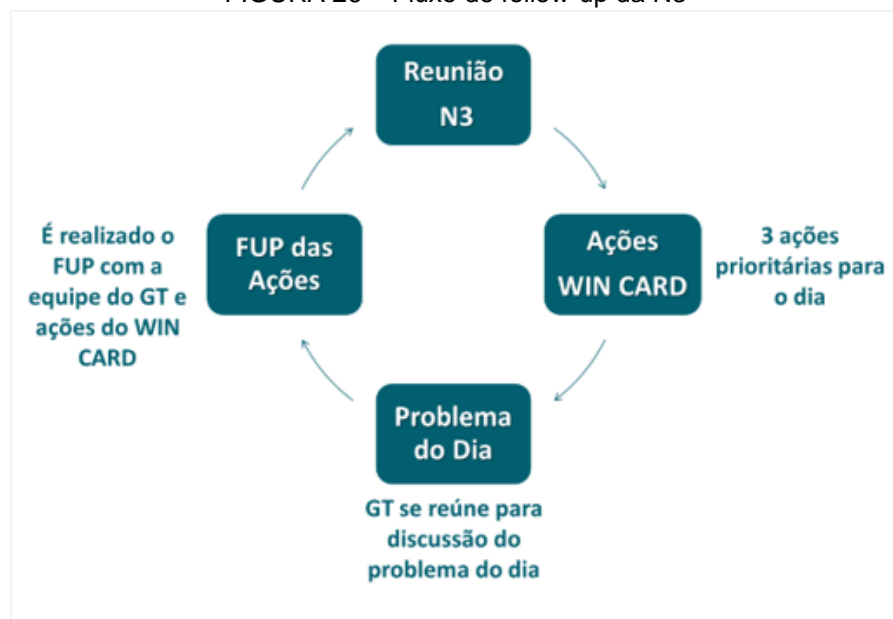 Reunião
N3
Ações
WIN CARD
3 ações
prioritárias para
o dia
Problema
do Dia
GT se reúne para
discussão do
problema do dia
FUP das
Ações
É realizado o
FUP com a
equipe do GT e
ações do WIN
CARD